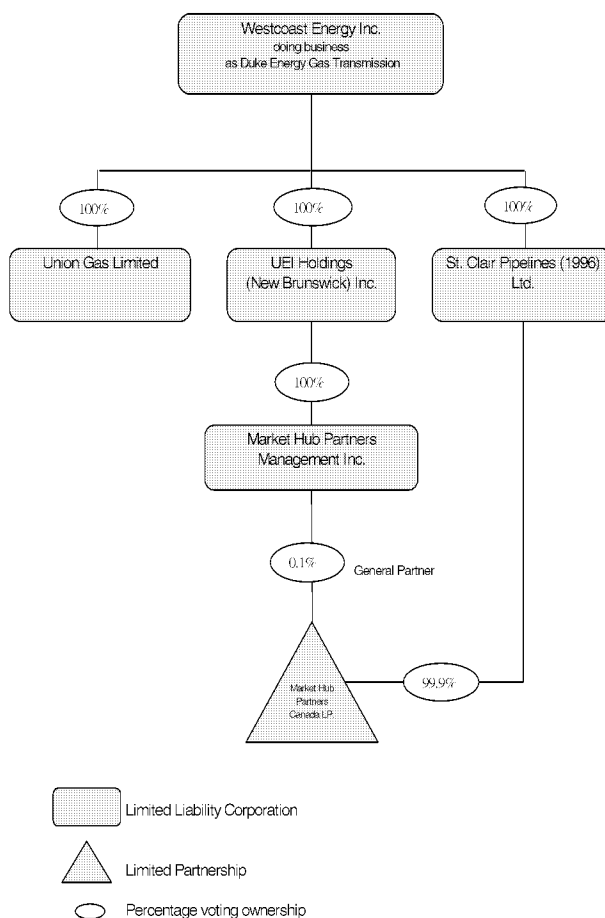 Westcoast Energy Inc.
doing business
as Duke Energy Gas Transmission
100%
100%
100%
Union Gas Limited
UEI Holdings
(New Brunswick) Inc.
St. Clair Pipelines (1996)
Ltd.
100%
Market Hub Partners
Management Inc.
0.1%
General Partner
Market Hub
Partners
Canada LP
99.9%
Limited Liability Corporation
Limited Partnership
Percentage voting ownership